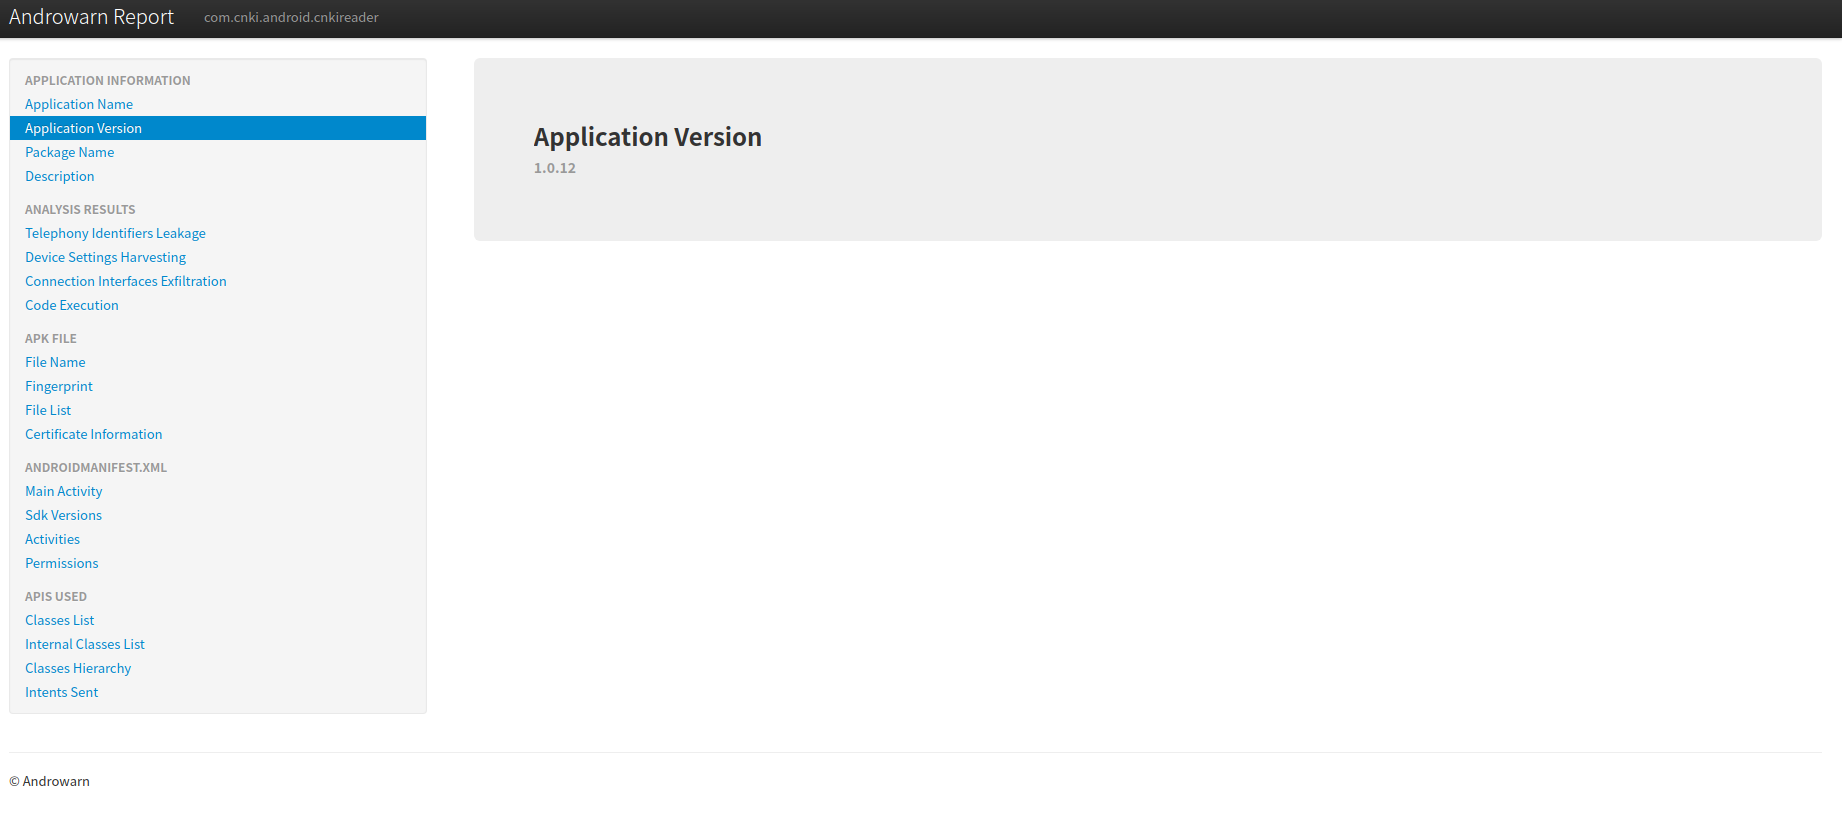 Androwarn Report com.cnki.android.cnkireader
APPLICATION INFORMATION
Application Name
Application Version
Package Name
Description
ANALYSIS RESULTS
Telephony Identifiers Leakage
Device Settings Harvesting
Connection Interfaces Exfiltration
Code Execution
APK FILE
File Name
Fingerprint
File List
Certificate Information
ANDROIDMANIFEST.XML
Main Activity
Sdk Versions
Activities
Permissions
APIS USED
Classes List
Internal Classes List
Classes Hierarchy
Intents Sent
Application Version
1.0.12
© Androwarn